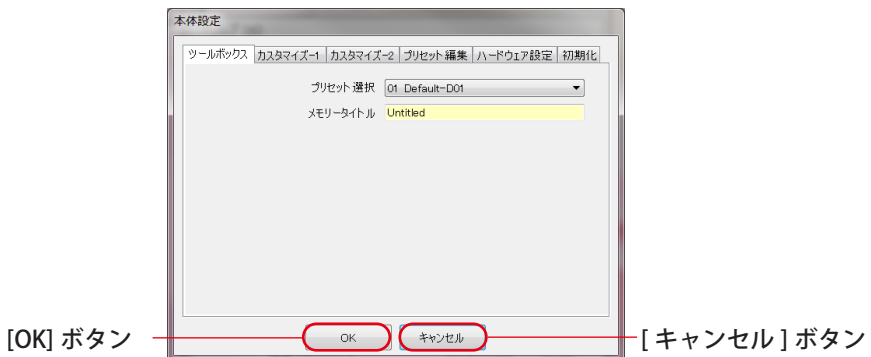 本体設定
ツールボックス カスタマイズ-1 カスタマイズ-2 プリセット編集 ハードウェア設定 初期化
プリセット選択 01 Default-D01
メモリータイトル Untitled
[OK] ボタン OK キャンセル [ キャンセル ] ボタン